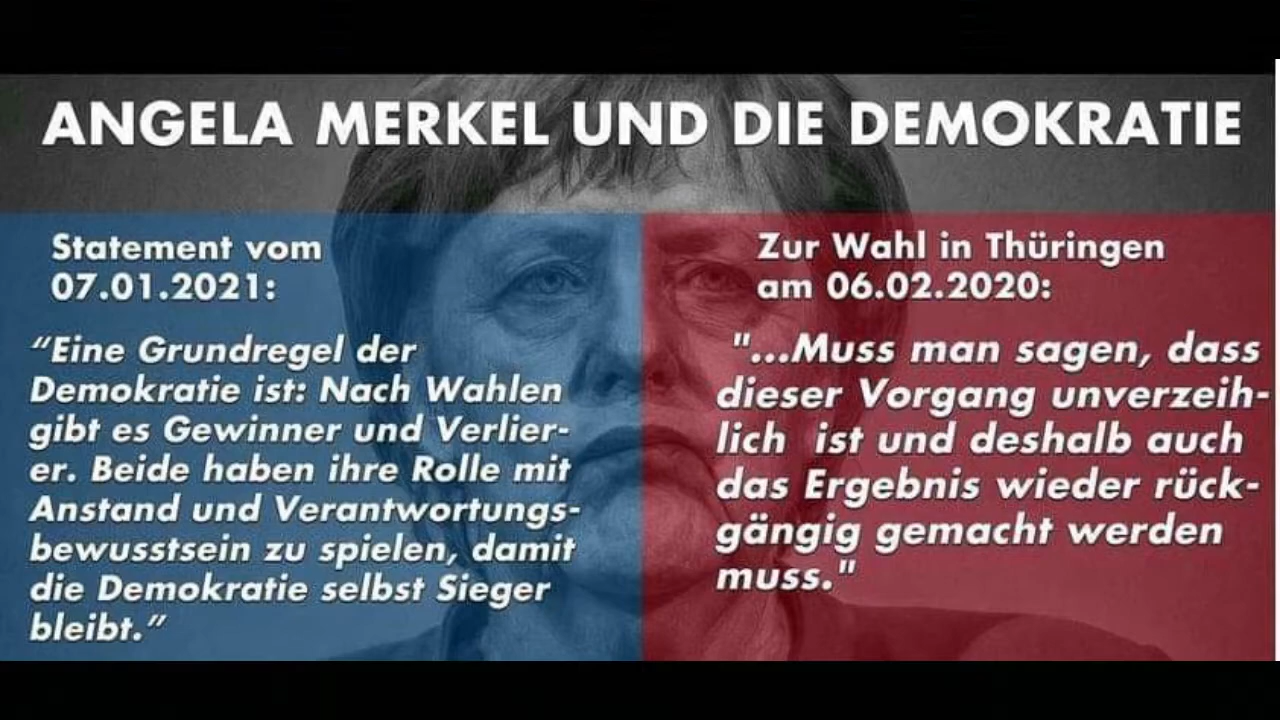 ANGELA MERKEL UND DIE DEMOKRATIE
Statement vom
07.01.2021:
“Eine Grundregel der
Demokratie ist: Nach Wahlen
gibt es Gewinner und Verlier-
er. Beide haben ihre Rolle mit
Anstand und Verantwortungs-
bewusstsein zu spielen, damit
die Demokratie selbst Sieger
bleibt.”
Zur Wahl in Thüringen
am 06.02.2020:
"...Muss man sagen, dass
dieser Vorgang unverzeih-
lich ist und deshalb auch
das Ergebnis wieder rück-
gängig gemacht werden
muss."